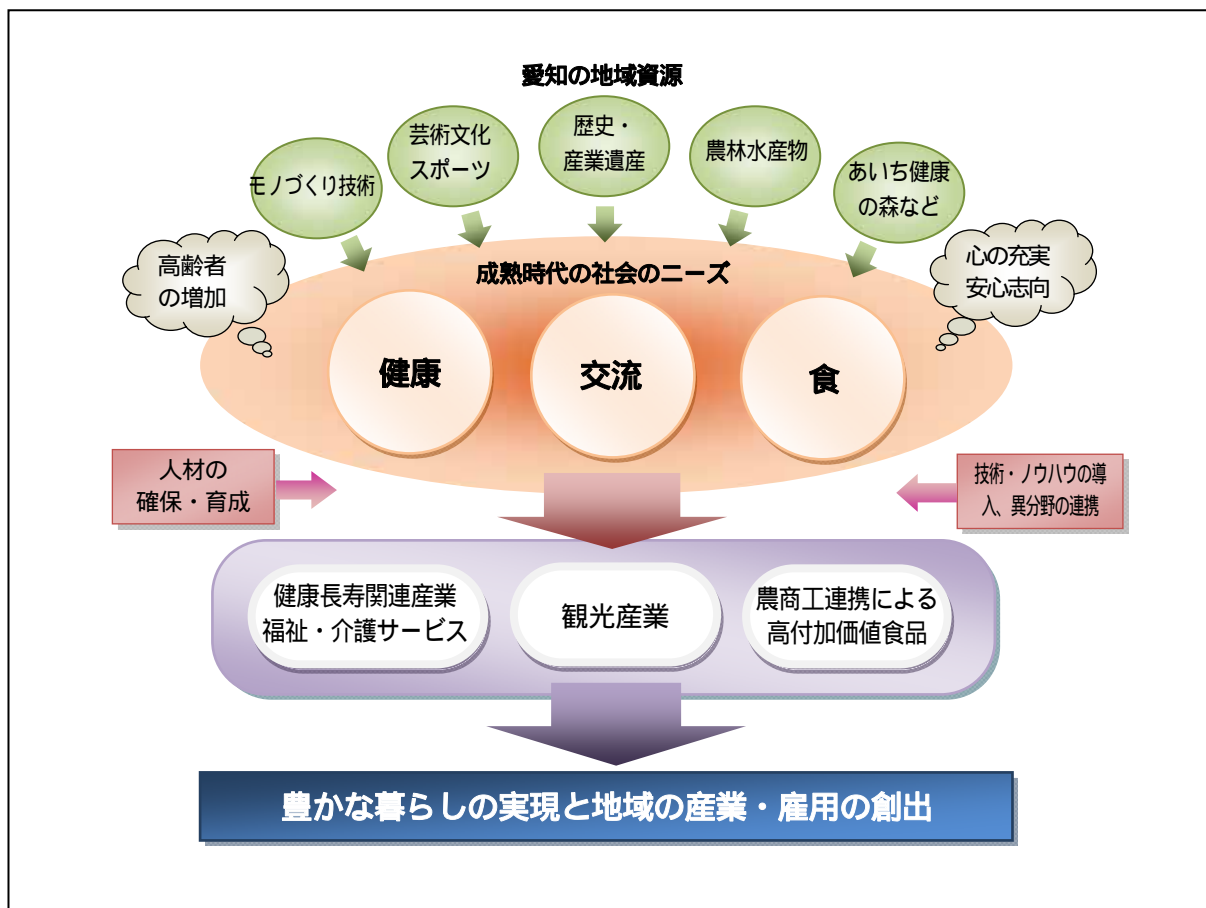 愛知の地域資源
モノづくり技術
芸術文化
スポーツ
歴史・
産業遺産
農林水産物
あいち健康
の森など
高齢者
の増加
成熟時代の社会のニーズ
心の充実
安心志向
健康
交流
食
人材の
確保・育成
技術・ノウハウの導
入、異分野の連携
健康長寿関連産業
福祉・介護サービス
観光産業
農商工連携による
高付加価値食品
豊かな暮らしの実現と地域の産業・雇用の創出